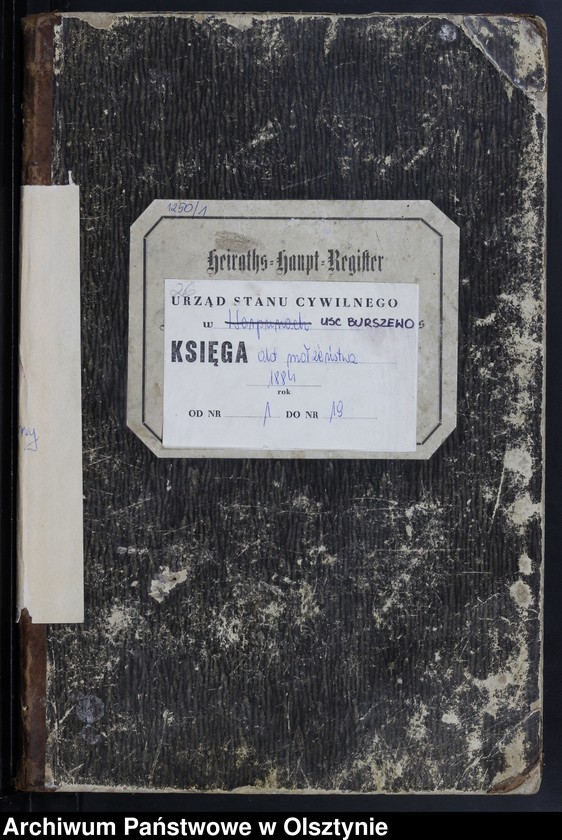 1250/1
Heiraths-Haupt-Register
26
URZĄD STANU CYWILNEGO
w USC BURSZEWO
KSIĘGA akt małżeństwa
1884
rok
OD NR 1 DO NR 19
Archiwum Państwowe w Olsztynie